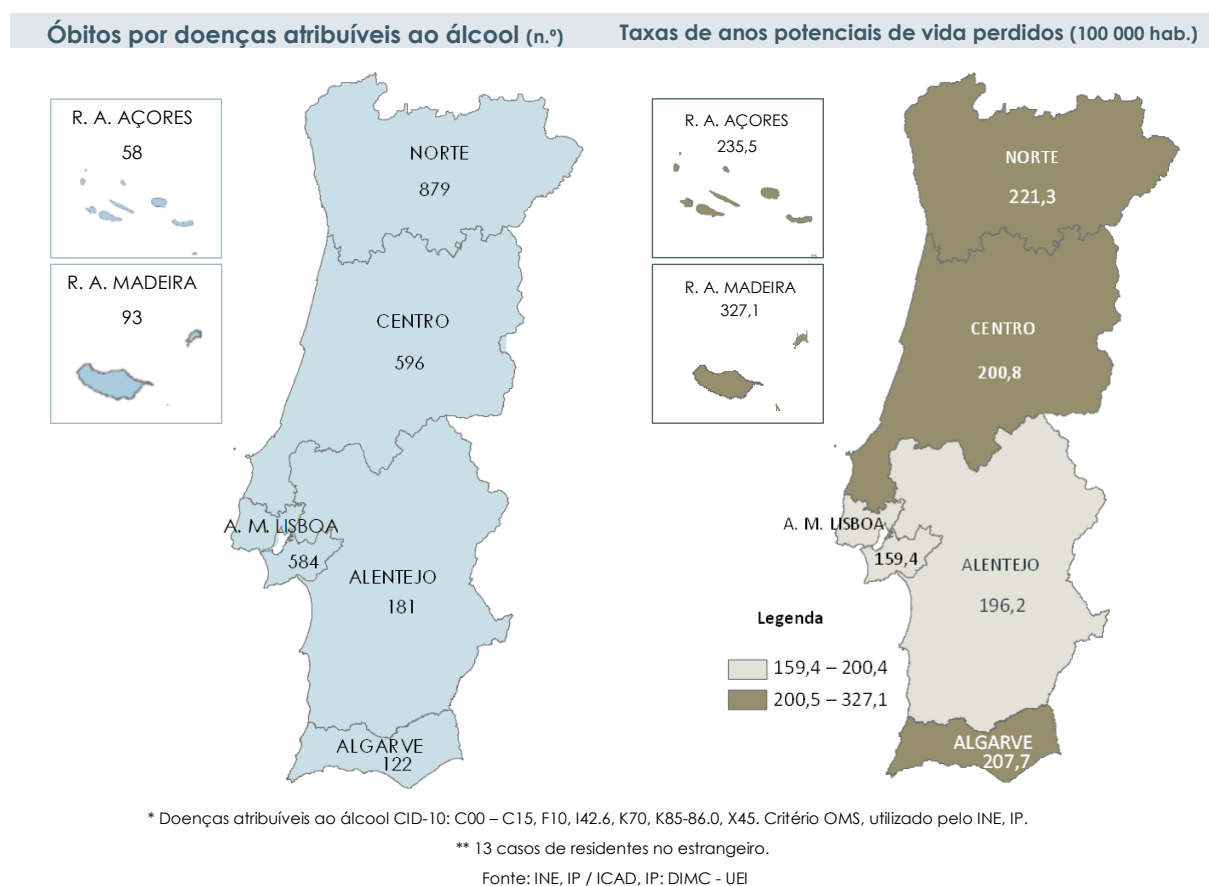 Óbitos por doenças atribuíveis ao álcool (n.º)
R. A. AÇORES
58
R. A. MADEIRA
93
NORTE
879
CENTRO
596
A. M. LISBOA
584
ALENTEJO
181
ALGARVE
122
Taxas de anos potenciais de vida perdidos (100 000 hab.)
R. A. AÇORES
235,5
R. A. MADEIRA
327,1
NORTE
221,3
CENTRO
200,8
A. M. LISBOA
159,4
ALENTEJO
196,2
ALGARVE
207,7
Legenda
159,4 – 200,4
200,5 – 327,1
* Doenças atribuíveis ao álcool CID-10: C00 – C15, F10, I42.6, K70, K85-86.0, X45. Critério OMS, utilizado pelo INE, IP.
** 13 casos de residentes no estrangeiro.
Fonte: INE, IP / ICAD, IP: DIMC - UEI